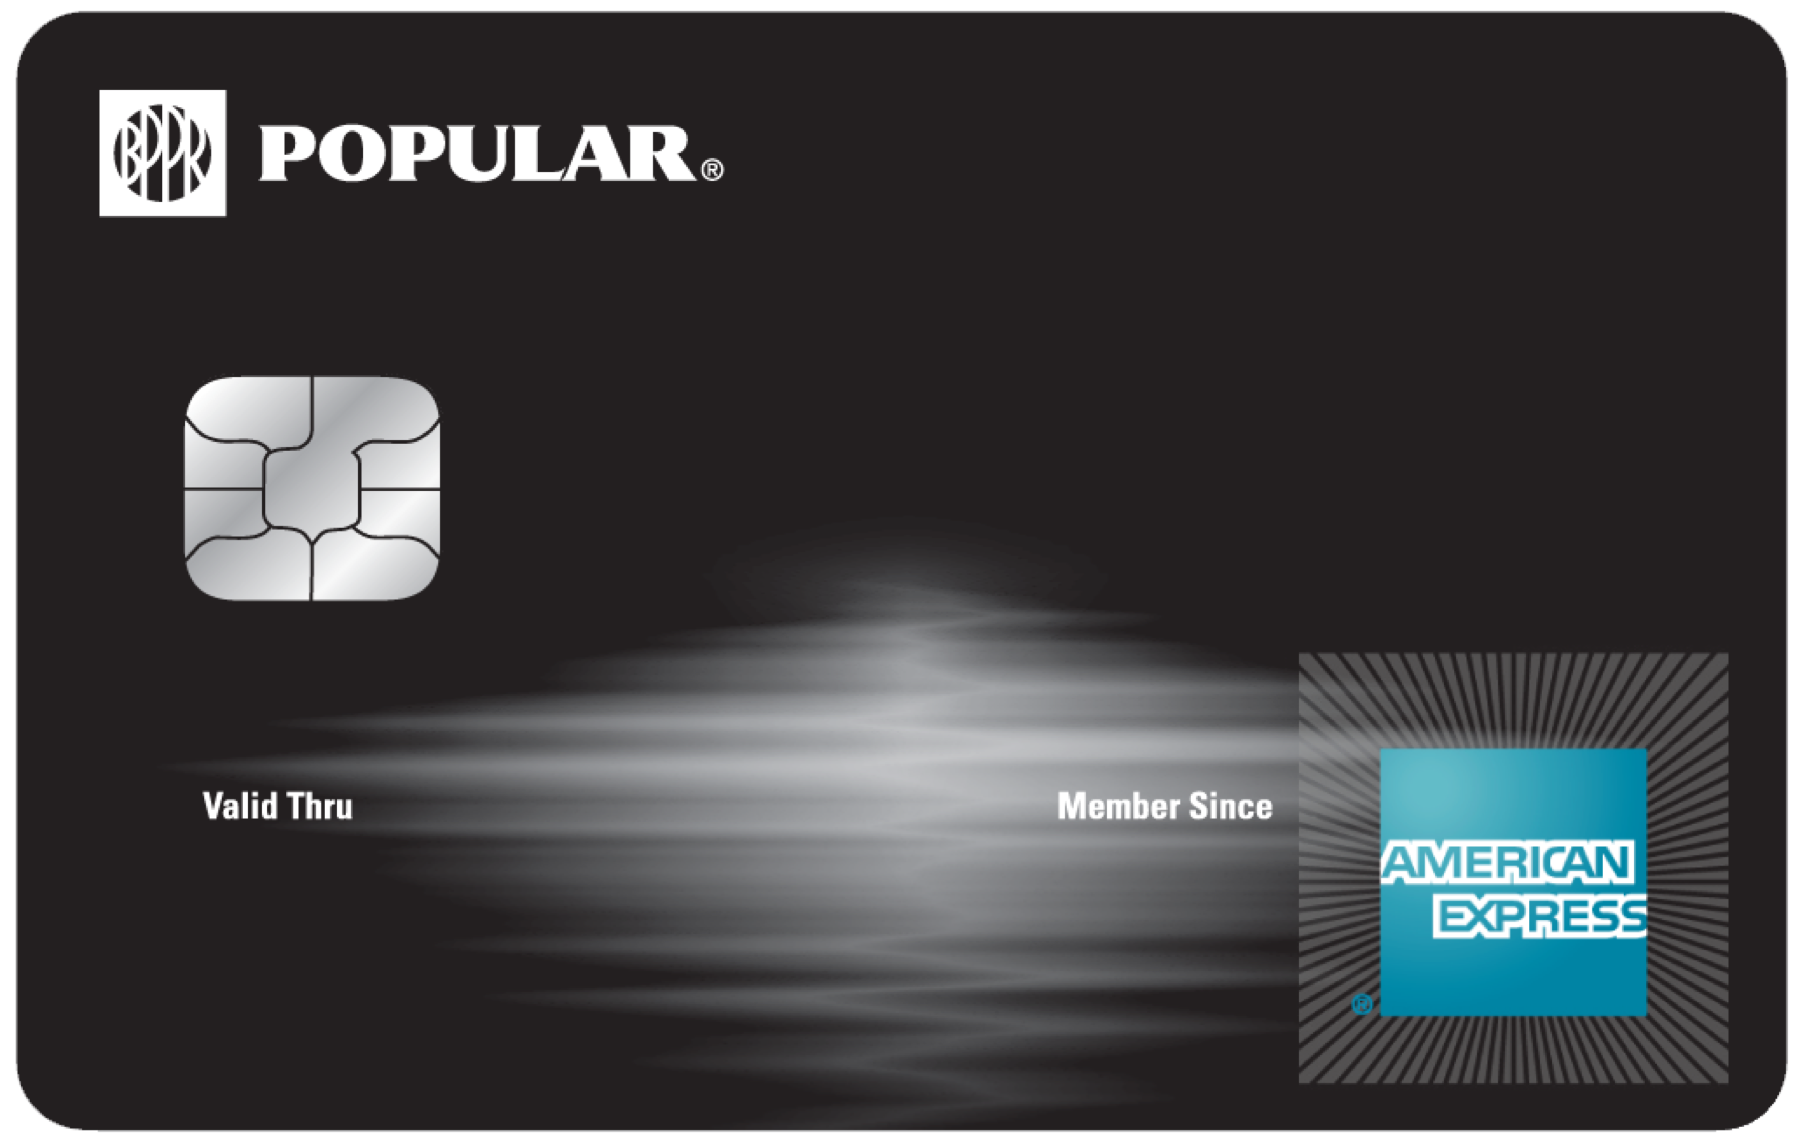 BPPR POPULAR®
Valid Thru
Member Since
AMERICAN
EXPRESS
®